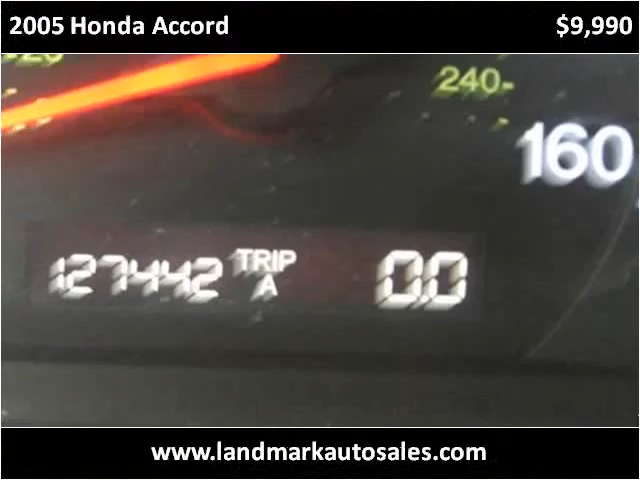 2005 Honda Accord $9,990
240-
160
127442 TRIP A 0.0
www.landmarkautosales.com